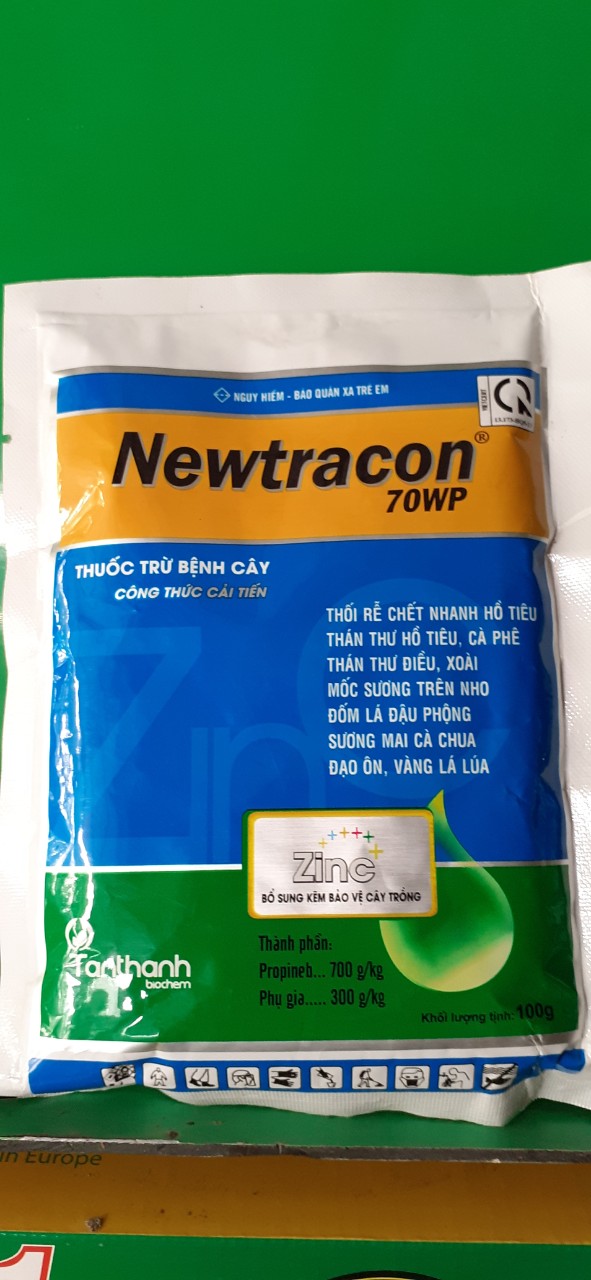 NGUY HIỂM - BẢO QUẢN XA TRẺ EM
Newtracon®
70WP
THUỐC TRỪ BỆNH CÂY
CÔNG THỨC CẢI TIẾN
THỐI RỄ CHẾT NHANH HỒ TIÊU
THÁN THƯ HỒ TIÊU, CÀ PHÊ
THÁN THƯ ĐIỀU, XOÀI
MỐC SƯƠNG TRÊN NHO
ĐỐM LÁ ĐẬU PHỘNG
SƯƠNG MAI CÀ CHUA
ĐẠO ÔN, VÀNG LÁ LÚA
Zinc
Zinc
BỔ SUNG KẼM BẢO VỆ CÂY TRỒNG
Thành phần:
Propineb... 700 g/kg
Phụ gia..... 300 g/kg
Tanthanh
biochem
Khối lượng tịnh: 100g
in Europe
1